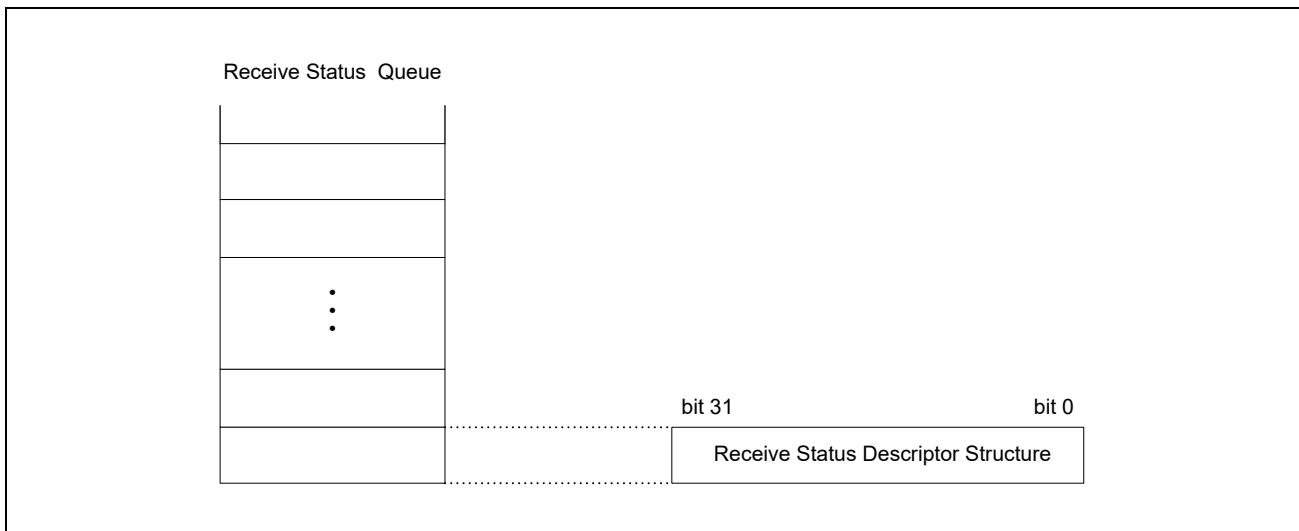 Receive Status Queue
bit 31 bit 0
Receive Status Descriptor Structure